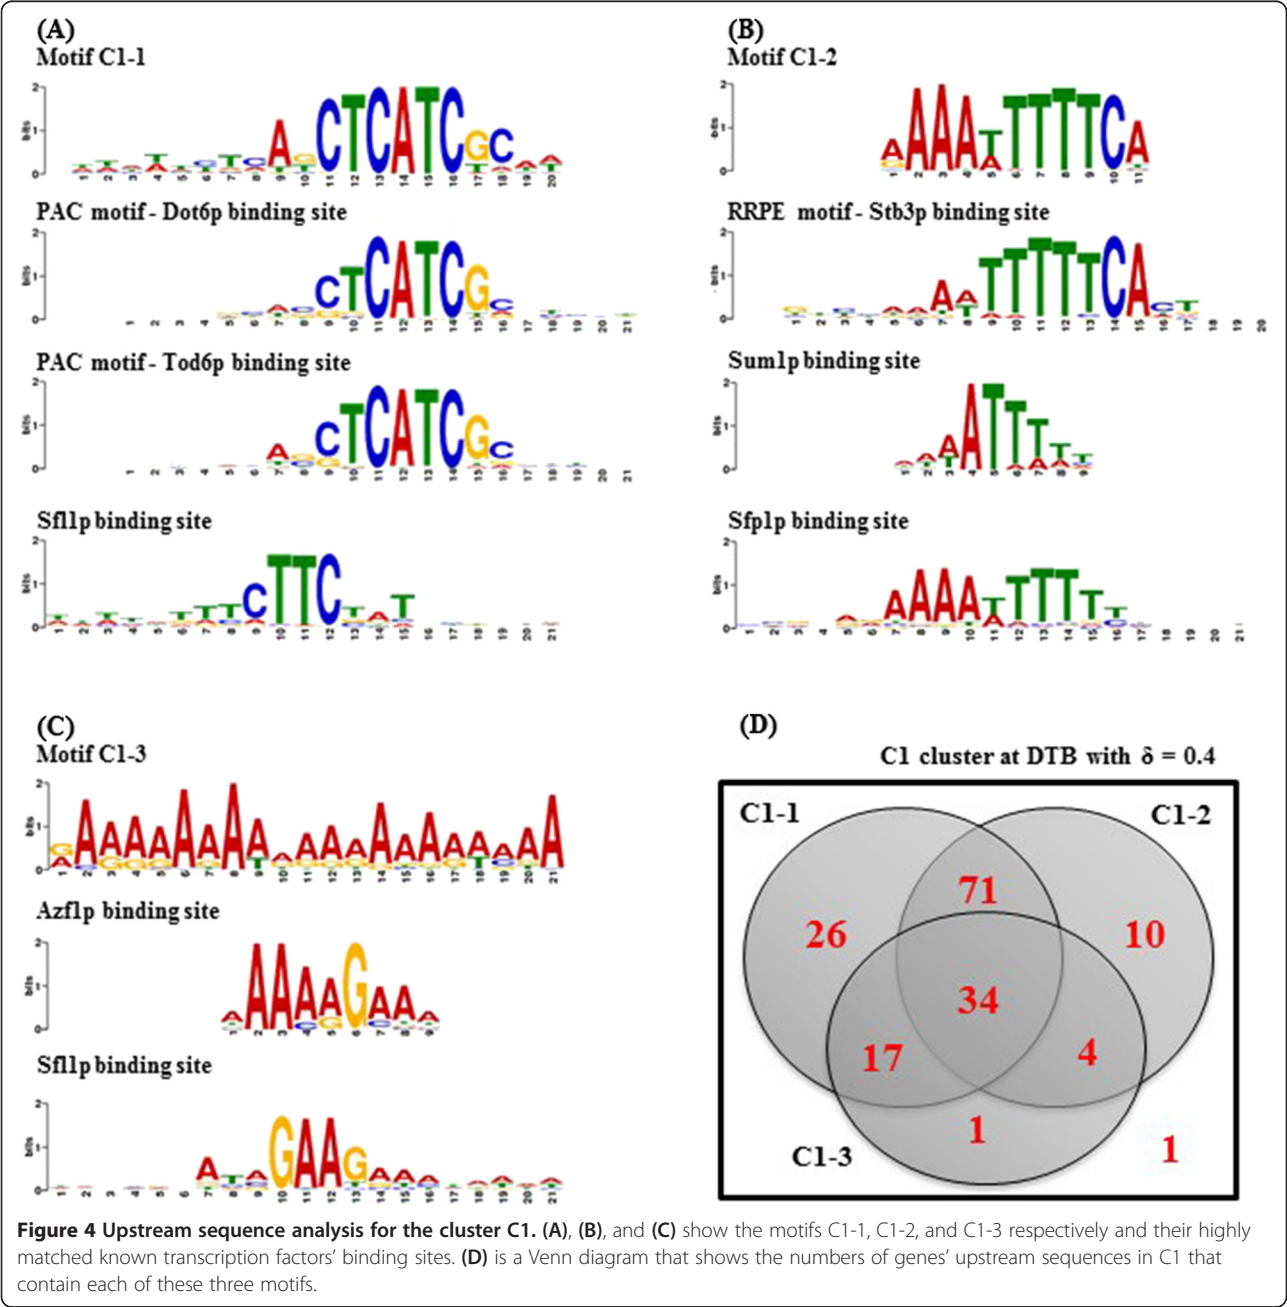 (A)
Motif C1-1
PAC motif - Dot6p binding site
PAC motif - Tod6p binding site
Sfl1p binding site
(B)
Motif C1-2
RRPE motif - Stb3p binding site
Sum1p binding site
Sfp1p binding site
(C)
Motif C1-3
Azf1p binding site
Sfl1p binding site
(D)
C1 cluster at DTB with δ = 0.4
C1-1
C1-2
71
26
10
34
17
4
1
C1-3
1
Figure 4 Upstream sequence analysis for the cluster C1. (A), (B), and (C) show the motifs C1-1, C1-2, and C1-3 respectively and their highly
matched known transcription factors' binding sites. (D) is a Venn diagram that shows the numbers of genes' upstream sequences in C1 that
contain each of these three motifs.